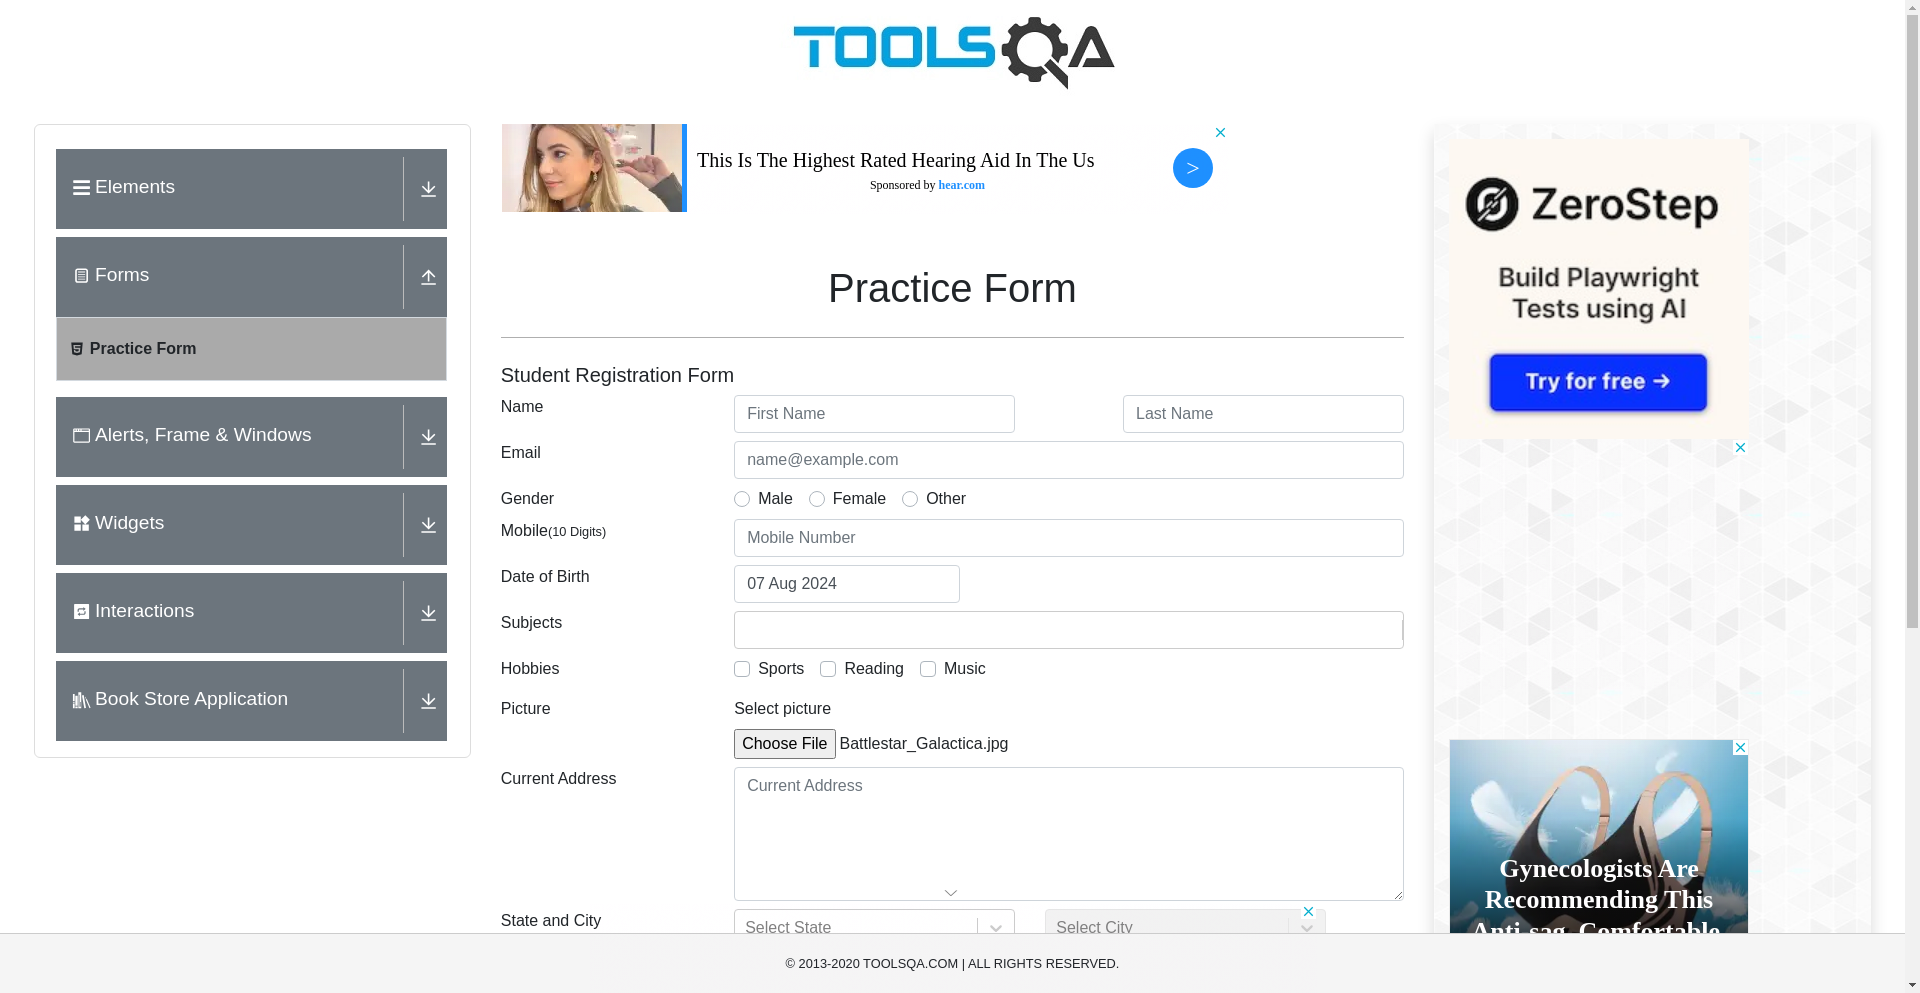 TOOLSQA
Elements
Forms
Practice Form
Alerts, Frame & Windows
Widgets
Interactions
Book Store Application
This Is The Highest Rated Hearing Aid In The Us
Sponsored by hear.com
>
Practice Form
Student Registration Form
Name
First Name
Last Name
Email
name@example.com
Gender
Male
Female
Other
Mobile(10 Digits)
Mobile Number
Date of Birth
07 Aug 2024
Subjects
Hobbies
Sports
Reading
Music
Picture
Select picture
Choose File Battlestar_Galactica.jpg
Current Address
Current Address
State and City
Select State
Select City
ZeroStep
Build Playwright
Tests using AI
Try for free →
Gynecologists Are
Recommending This
Anti-sag, Comfortable
© 2013-2020 TOOLSQA.COM | ALL RIGHTS RESERVED.